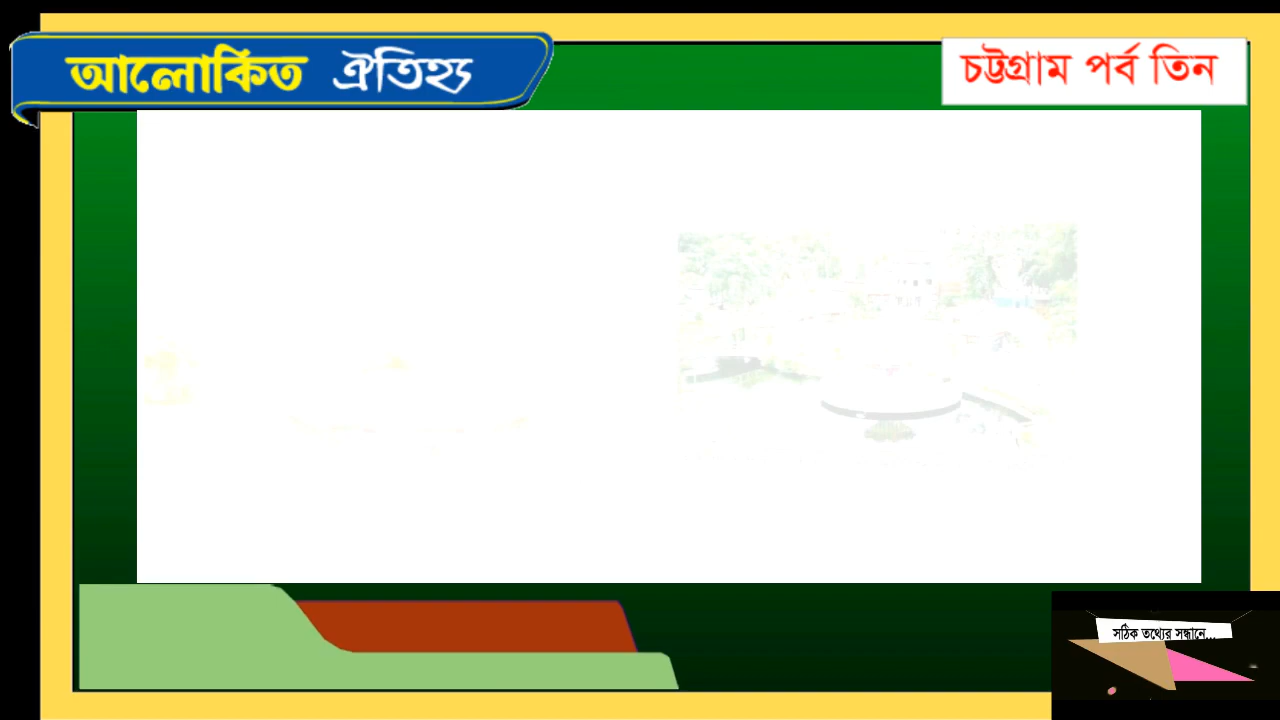 আলোকিত ঐতিহ্য
চট্টগ্রাম পর্ব তিন
সঠিক তথ্যের সন্ধানে...